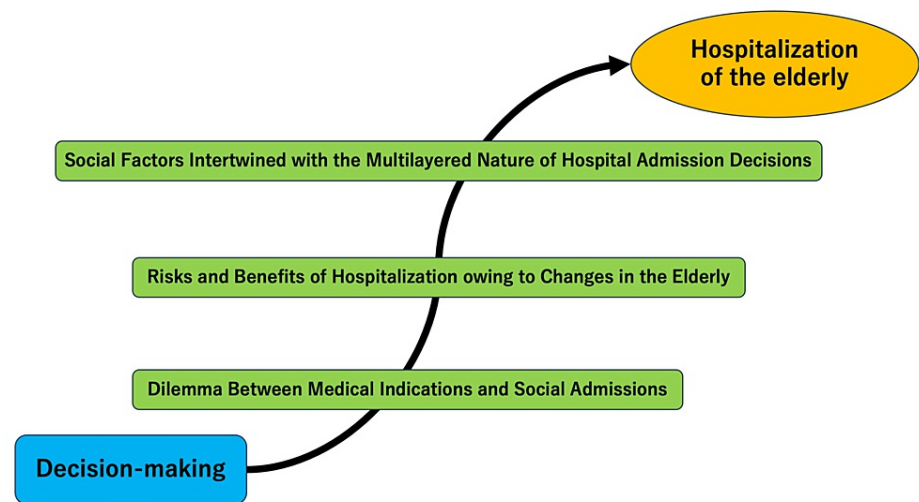 Hospitalization
of the elderly
Social Factors Intertwined with the Multilayered Nature of Hospital Admission Decisions
Risks and Benefits of Hospitalization owing to Changes in the Elderly
Dilemma Between Medical Indications and Social Admissions
Decision-making